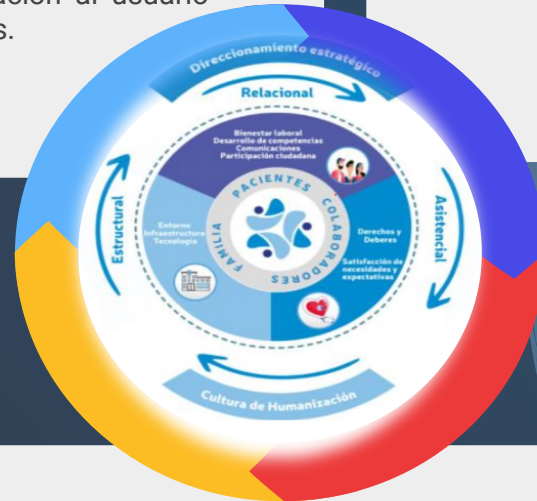 ación al usuario
s.
Direccionamiento estratégico
Relacional
Bienestar laboral
Desarrollo de competencias
Comunicaciones
Participación ciudadana
Estructural
Entorno
Infraestructura
Tecnología
PACIENTES
COLABORADORES
FAMILIA
Derechos y
Deberes
Satisfacción de
necesidades y
expectativas
Asistencial
Cultura de Humanización